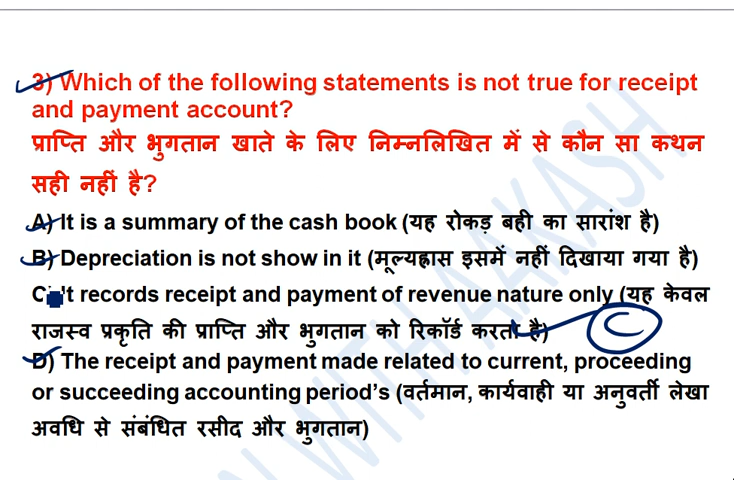 3) Which of the following statements is not true for receipt
and payment account?
प्राप्ति और भुगतान खाते के लिए निम्नलिखित में से कौन सा कथन
सही नहीं है?
A) It is a summary of the cash book (यह रोकड़ बही का सारांश है)
B) Depreciation is not show in it (मूल्यह्रास इसमें नहीं दिखाया गया है)
C) It records receipt and payment of revenue nature only (यह केवल
राजस्व प्रकृति की प्राप्ति और भुगतान को रिकॉर्ड करता है)
C
D) The receipt and payment made related to current, proceeding
or succeeding accounting period's (वर्तमान, कार्यवाही या अनुवर्ती लेखा
अवधि से संबंधित रसीद और भुगतान)
WITH AAKASH